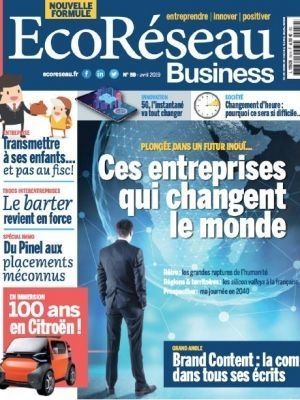 NOUVELLE
FORMULE
entreprendre | innover | positiver
EcoRéseau
Business
ecoreseau.fr
avril 2019
INNOVATION
5G, l'instantané
va tout changer
SOCIÉTÉ
Changement d'heure :
pourquoi ce sera si difficile...
ENTREPRISE
Transmettre
à ses enfants...
et pas au fisc!
TROCS INTERENTREPRISES
Le barter
revient en force
SPÉCIAL IMMO
Du Pinel aux
placements
méconnus
EN IMMERSION
100 ans
en Citroën !
PLONGÉE DANS UN FUTUR INOUÏ...
Ces entreprises
qui changent
le monde
les grandes ruptures de l'humanité
Régions & territoires : les silicon valleys à la française
Prospective : ma journée en 2040
GRAND ANGLE
Brand Content : la com
dans tous ses écrits